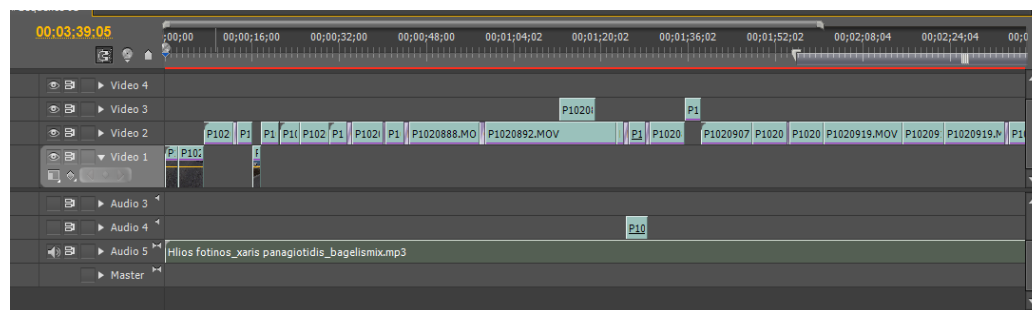 00;03;39;05
;00;00 00;00;16;00 00;00;32;00 00;00;48;00 00;01;04;02 00;01;20;02 00;01;36;02 00;01;52;02 00;02;08;04 00;02;24;04 00;0
Video 4
Video 3 P1020 P1
Video 2 P102 P1 P1 P1( P102 P1 P102 P1 P1020888.MO P1020892.MOV P1 P1020 P1020907 P1020 P1020 P1020919.MOV P10209 P1020919.M P1
Video 1 P P102
Audio 3
Audio 4 P10
Audio 5 Hlios fotinos_xaris panagiotidis_bagelismix.mp3
Master